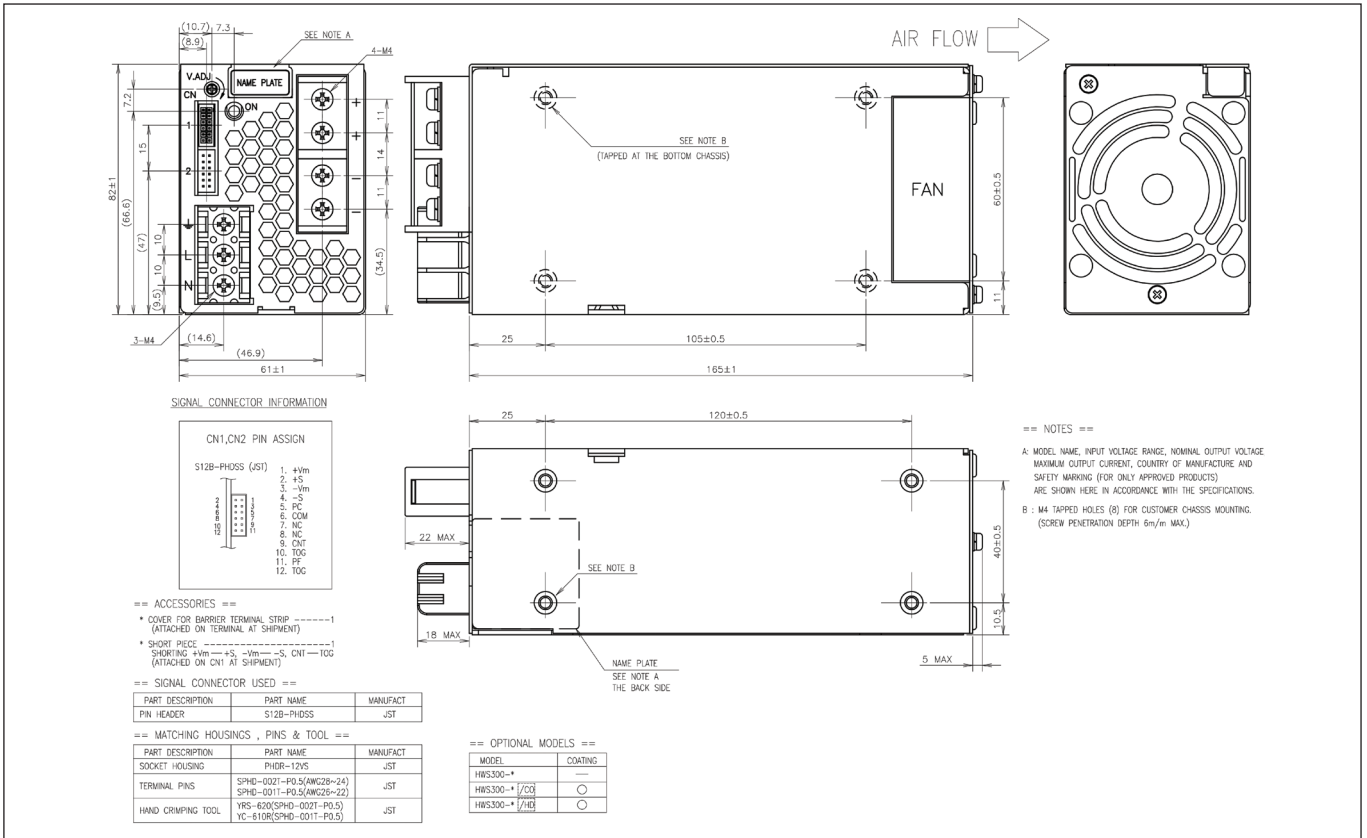 (10.7) 7.3
(8.9)
SEE NOTE A
4-M4
AIR FLOW
V.ADJ
NAME PLATE
CN
ON
7.2
1
2
15
82±1
(66.6)
(47)
10
10
(9.5)
L
N
+
+
−
−
11
14
11
(34.5)
3-M4
(14.6)
(46.9)
61±1
SEE NOTE B
(TAPPED AT THE BOTTOM CHASSIS)
FAN
60±0.5
11
25
105±0.5
165±1
SIGNAL CONNECTOR INFORMATION
CN1,CN2 PIN ASSIGN
S12B-PHDSS (JST)
2 1
4 3
6 5
8 7
10 9
12 11
1. +Vm
2. +S
3. -Vm
4. -S
5. PC
6. COM
7. NC
8. NC
9. CNT
10. TOG
11. PF
12. TOG
25
120±0.5
22 MAX
SEE NOTE B
18 MAX
NAME PLATE
SEE NOTE A
THE BACK SIDE
40±0.5
10.5
5 MAX
== NOTES ==
A: MODEL NAME, INPUT VOLTAGE RANGE, NOMINAL OUTPUT VOLTAGE
MAXIMUM OUTPUT CURRENT, COUNTRY OF MANUFACTURE AND
SAFETY MARKING (FOR ONLY APPROVED PRODUCTS)
ARE SHOWN HERE IN ACCORDANCE WITH THE SPECIFICATIONS.
B : M4 TAPPED HOLES (8) FOR CUSTOMER CHASSIS MOUNTING.
(SCREW PENETRATION DEPTH 6m/m MAX.)
== ACCESSORIES ==
* COVER FOR BARRIER TERMINAL STRIP ------1
(ATTACHED ON TERMINAL AT SHIPMENT)
* SHORT PIECE ---------------------1
SHORTING +Vm — +S, -Vm — -S, CNT — TOG
(ATTACHED ON CN1 AT SHIPMENT)
== SIGNAL CONNECTOR USED ==
PART DESCRIPTION PART NAME MANUFACT
PIN HEADER S12B-PHDSS JST
== MATCHING HOUSINGS , PINS & TOOL ==
PART DESCRIPTION PART NAME MANUFACT
SOCKET HOUSING PHDR-12VS JST
TERMINAL PINS SPHD-002T-P0.5(AWG28~24) JST
SPHD-001T-P0.5(AWG26~22)
HAND CRIMPING TOOL YRS-620(SPHD-002T-P0.5) JST
YC-610R(SPHD-001T-P0.5)
== OPTIONAL MODELS ==
MODEL COATING
HWS300-* —
HWS300-* /CO ○
HWS300-* /HD ○